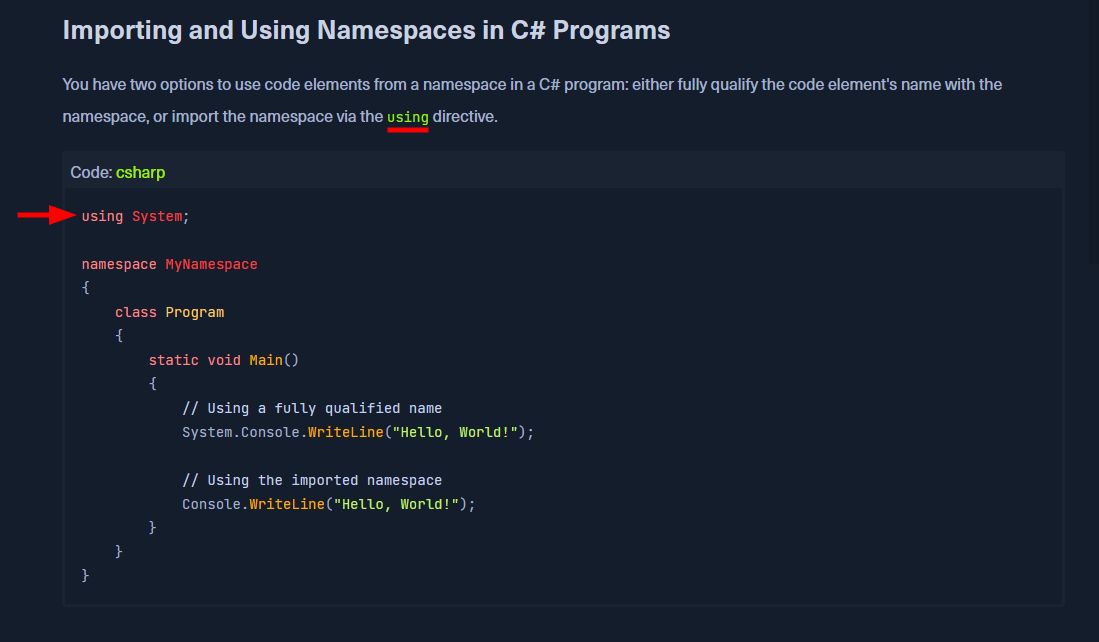 Importing and Using Namespaces in C# Programs
You have two options to use code elements from a namespace in a C# program: either fully qualify the code element's name with the
namespace, or import the namespace via the using directive.
Code: csharp
using System;
namespace MyNamespace
{
    class Program
    {
        static void Main()
        {
            // Using a fully qualified name
            System.Console.WriteLine("Hello, World!");
            // Using the imported namespace
            Console.WriteLine("Hello, World!");
        }
    }
}